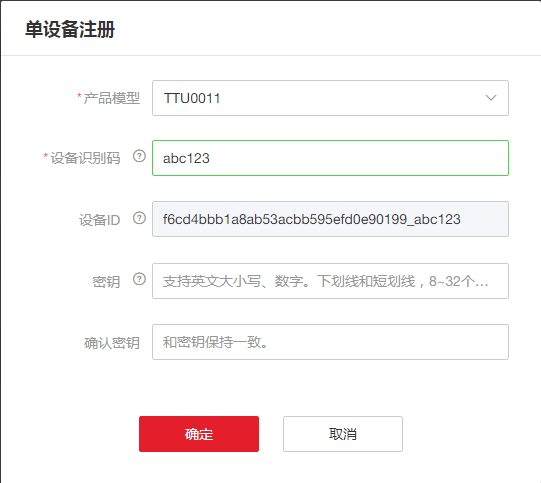 单设备注册
*产品模型 TTU0011
*设备识别码 ? abc123
设备ID ? f6cd4bbb1a8ab53acbb595efd0e90199_abc123
密钥 ? 支持英文大小写、数字。下划线和短划线，8~32个...
确认密钥 和密钥保持一致。
确定 取消